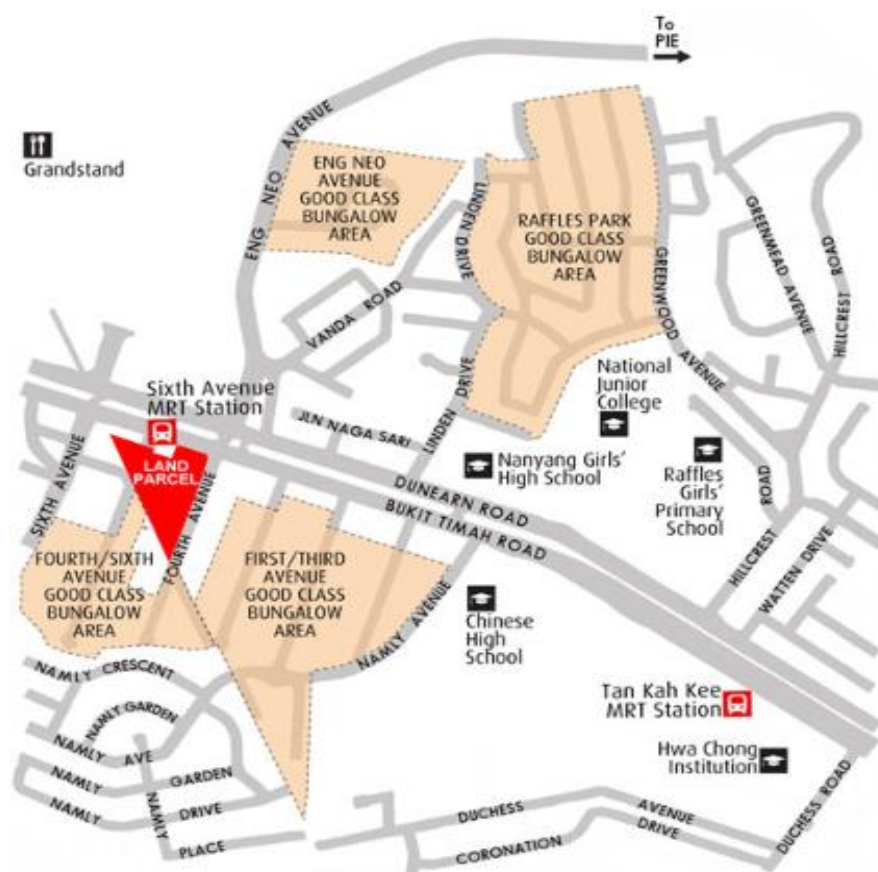 To
PIE
Grandstand
ENG NEO AVENUE
ENG NEO
AVENUE
GOOD CLASS
BUNGALOW
AREA
LINDEN DRIVE
RAFFLES PARK
GOOD CLASS
BUNGALOW
AREA
GREENWOOD AVENUE
GREENMEAD AVENUE
HILLCREST ROAD
VANDA ROAD
Sixth Avenue
MRT Station
JLN NAGA SARI
LINDEN DRIVE
National
Junior
College
LAND
PARCEL
SIXTH AVENUE
FOURTH AVENUE
DUNEARN ROAD
BUKIT TIMAH ROAD
Nanyang Girls'
High School
Raffles
Girls'
Primary
School
HILLCREST ROAD
WATTEN DRIVE
FOURTH/SIXTH
AVENUE
GOOD CLASS
BUNGALOW
AREA
FIRST/THIRD
AVENUE
GOOD CLASS
BUNGALOW
AREA
NAMLY AVENUE
Chinese
High
School
NAMLY CRESCENT
NAMLY GARDEN
NAMLY AVE
NAMLY GARDEN
NAMLY DRIVE
NAMLY PLACE
Tan Kah Kee
MRT Station
Hwa Chong
Institution
DUCHESS AVENUE
CORONATION DRIVE
DUCHESS ROAD